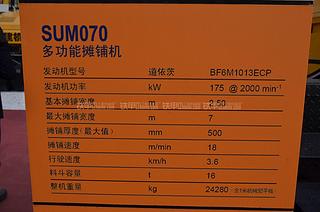 SUM070
多功能摊铺机
发动机型号 道依茨 BF6M1013ECP
发动机功率 kW 175 @ 2000 min⁻¹
基本摊铺宽度 m 2.50
最大摊铺宽度 m 7
摊铺厚度(最大值) mm 500
摊铺速度 m/min 18
行驶速度 km/h 3.6
料斗容量 t 16
整机重量 kg 24280